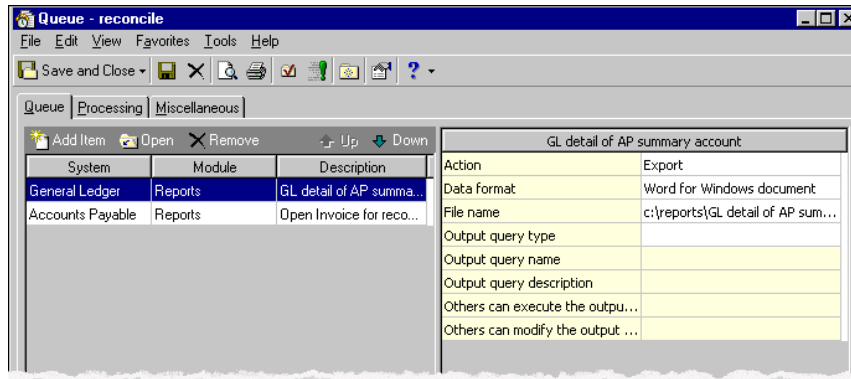 Queue - reconcile
File Edit View Favorites Tools Help
Save and Close
Queue Processing Miscellaneous
Add Item Open Remove Up Down
System Module Description
General Ledger Reports GL detail of AP summa...
Accounts Payable Reports Open Invoice for reco...
GL detail of AP summary account
Action Export
Data format Word for Windows document
File name c:\reports\GL detail of AP sum...
Output query type
Output query name
Output query description
Others can execute the outpu...
Others can modify the output ...